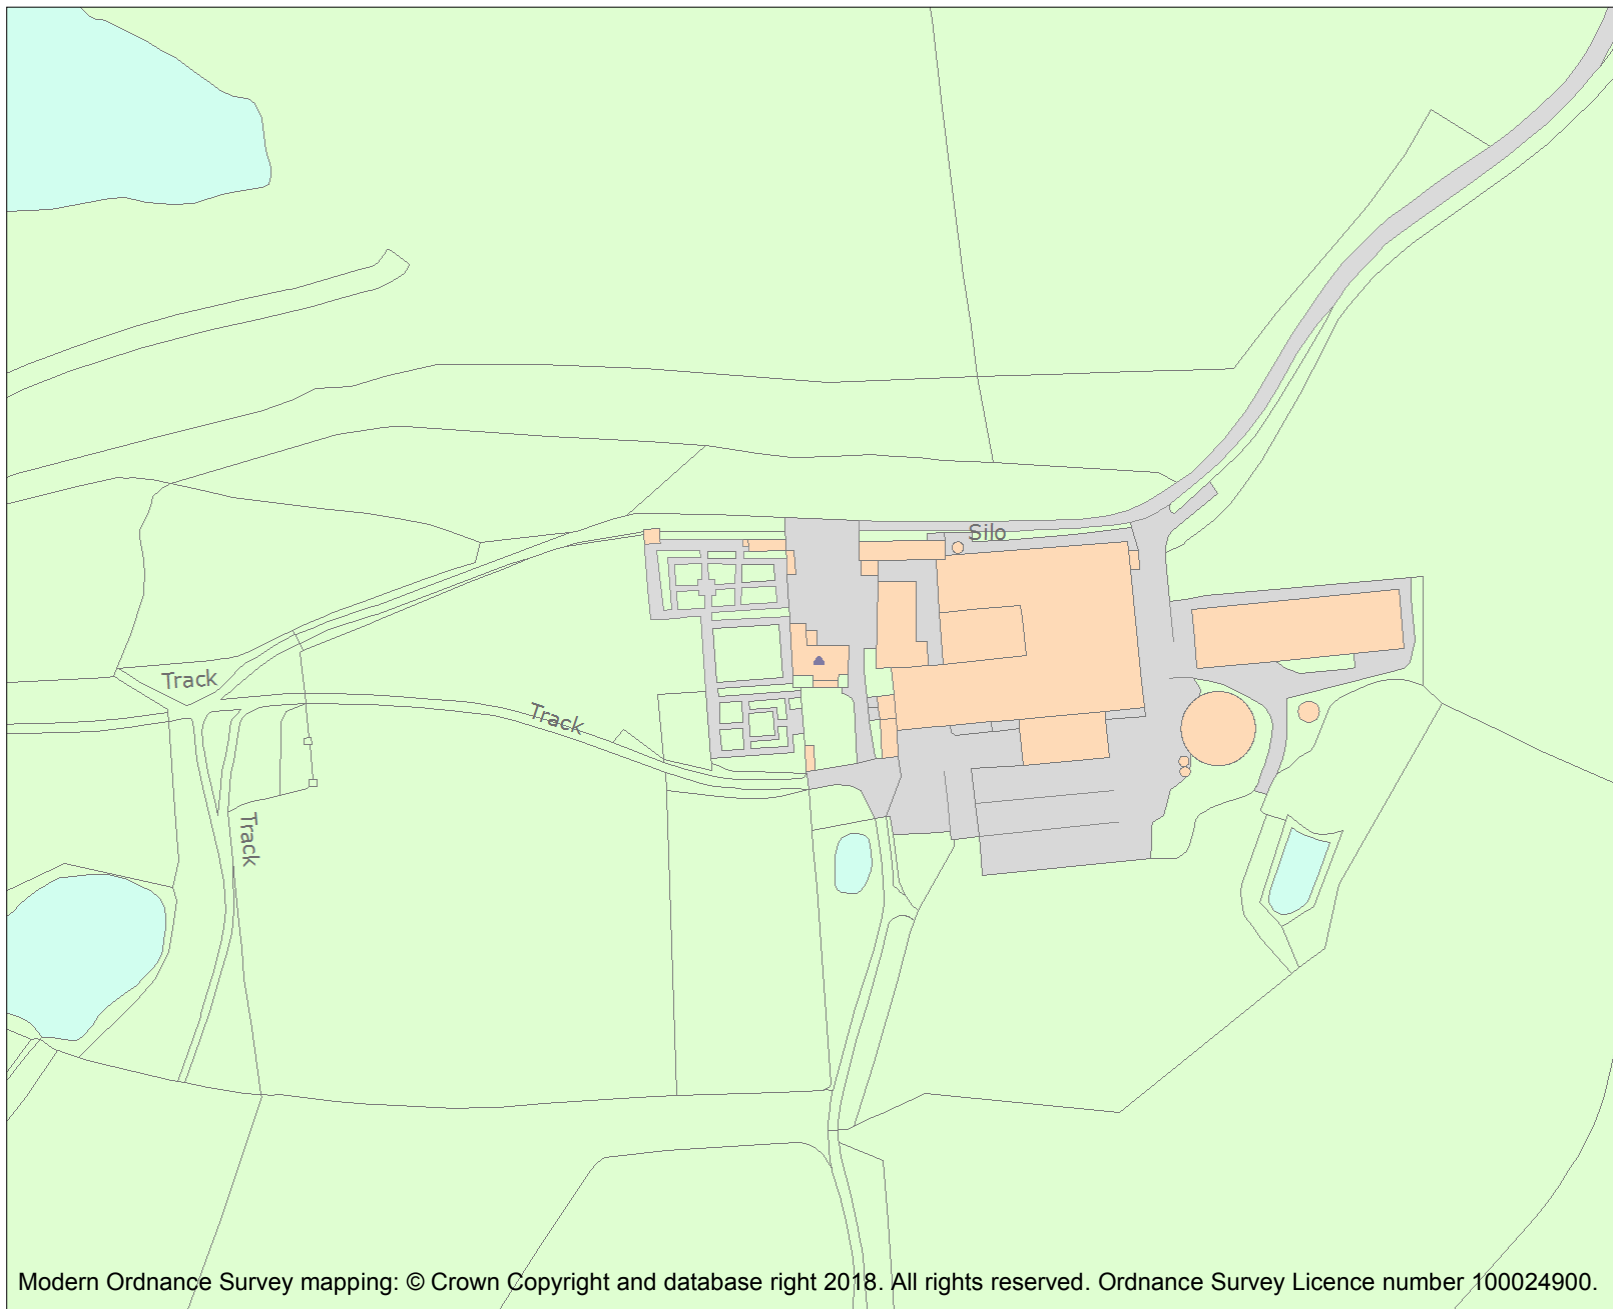 Silo
Track
Track
Track
Modern Ordnance Survey mapping: © Crown Copyright and database right 2018. All rights reserved. Ordnance Survey Licence number 100024900.